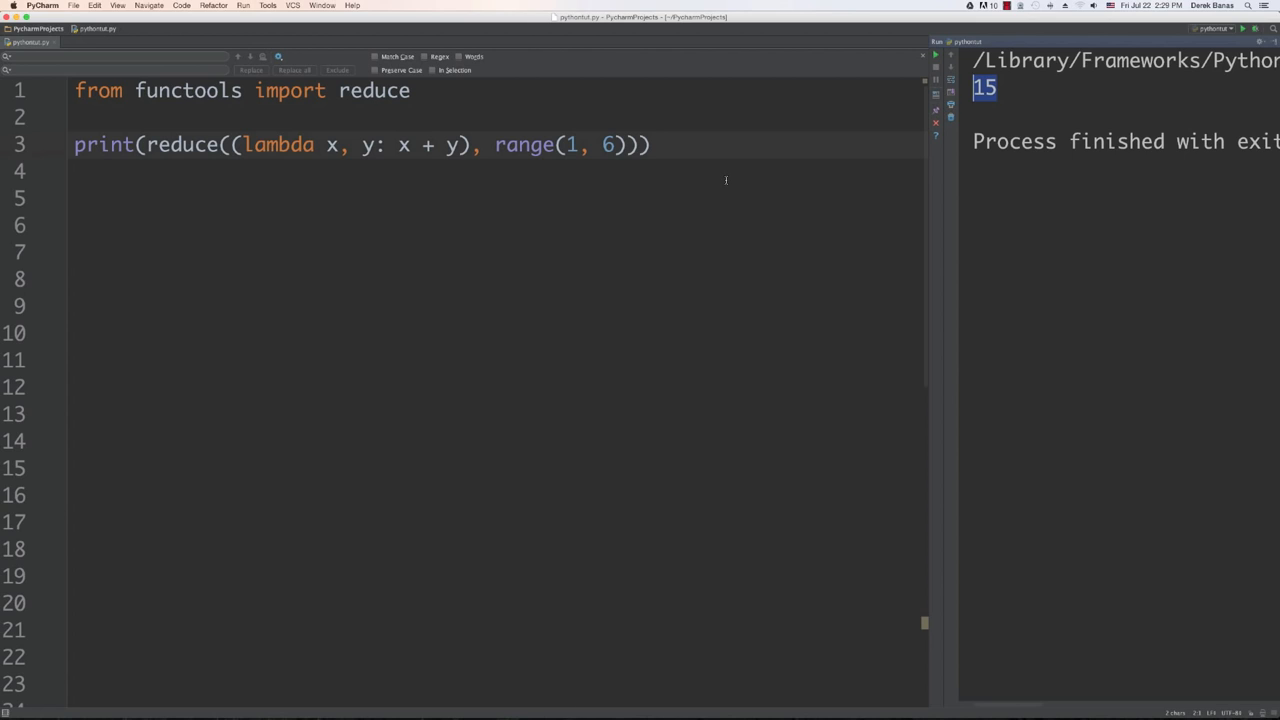 PyCharm File Edit View Navigate Code Refactor Run Tools VCS Window Help
10 Fri Jul 22 2:29 PM Derek Banas
pythontut.py - PycharmProjects - [~/PycharmProjects]
PycharmProjects pythontut.py pythontut
pythontut.py Run pythontut
Match Case Regex Words
Replace Replace all Exclude Preserve Case In Selection
1 from functools import reduce
2
3 print(reduce((lambda x, y: x + y), range(1, 6)))
4
5
6
7
8
9
10
11
12
13
14
15
16
17
18
19
20
21
22
23
/Library/Frameworks/Python
15
Process finished with exit
2 chars 2:1 LF≠ UTF-8≠